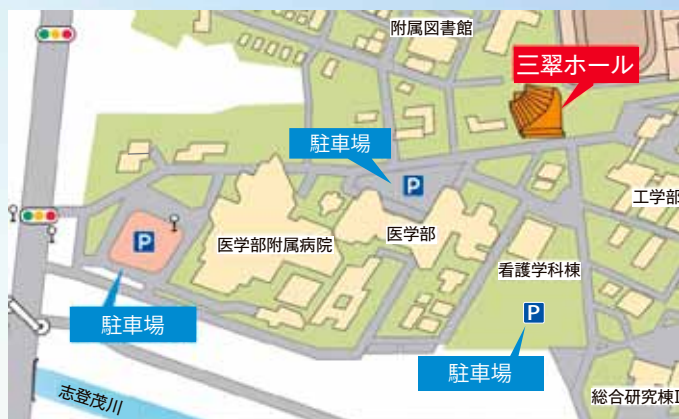 附属図書館
三翠ホール
駐車場
P
工学部
P
医学部附属病院
医学部
看護学科棟
P
駐車場
駐車場
志登茂川
総合研究棟